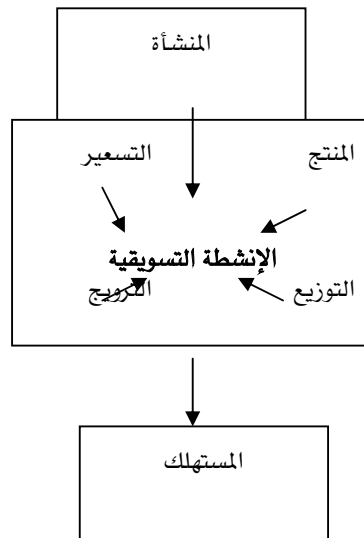 المنشأة
المنتج التسعير
الإنشطة التسويقية
التوزيع الترويج
المستهلك